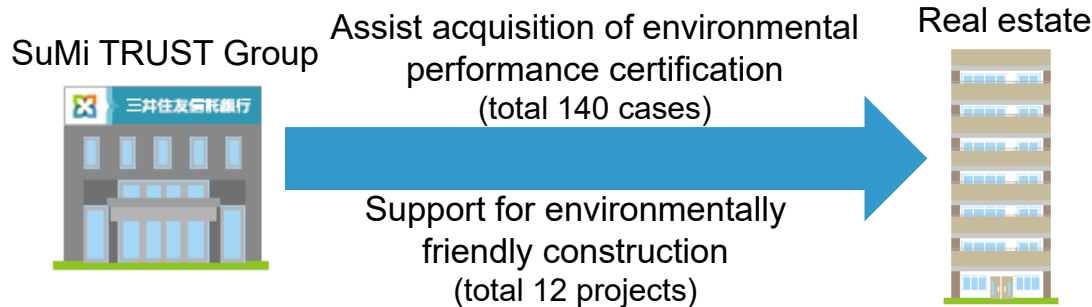 SuMi TRUST Group
三井住友信託銀行
Assist acquisition of environmental
performance certification
(total 140 cases)
Support for environmentally
friendly construction
(total 12 projects)
Real estate